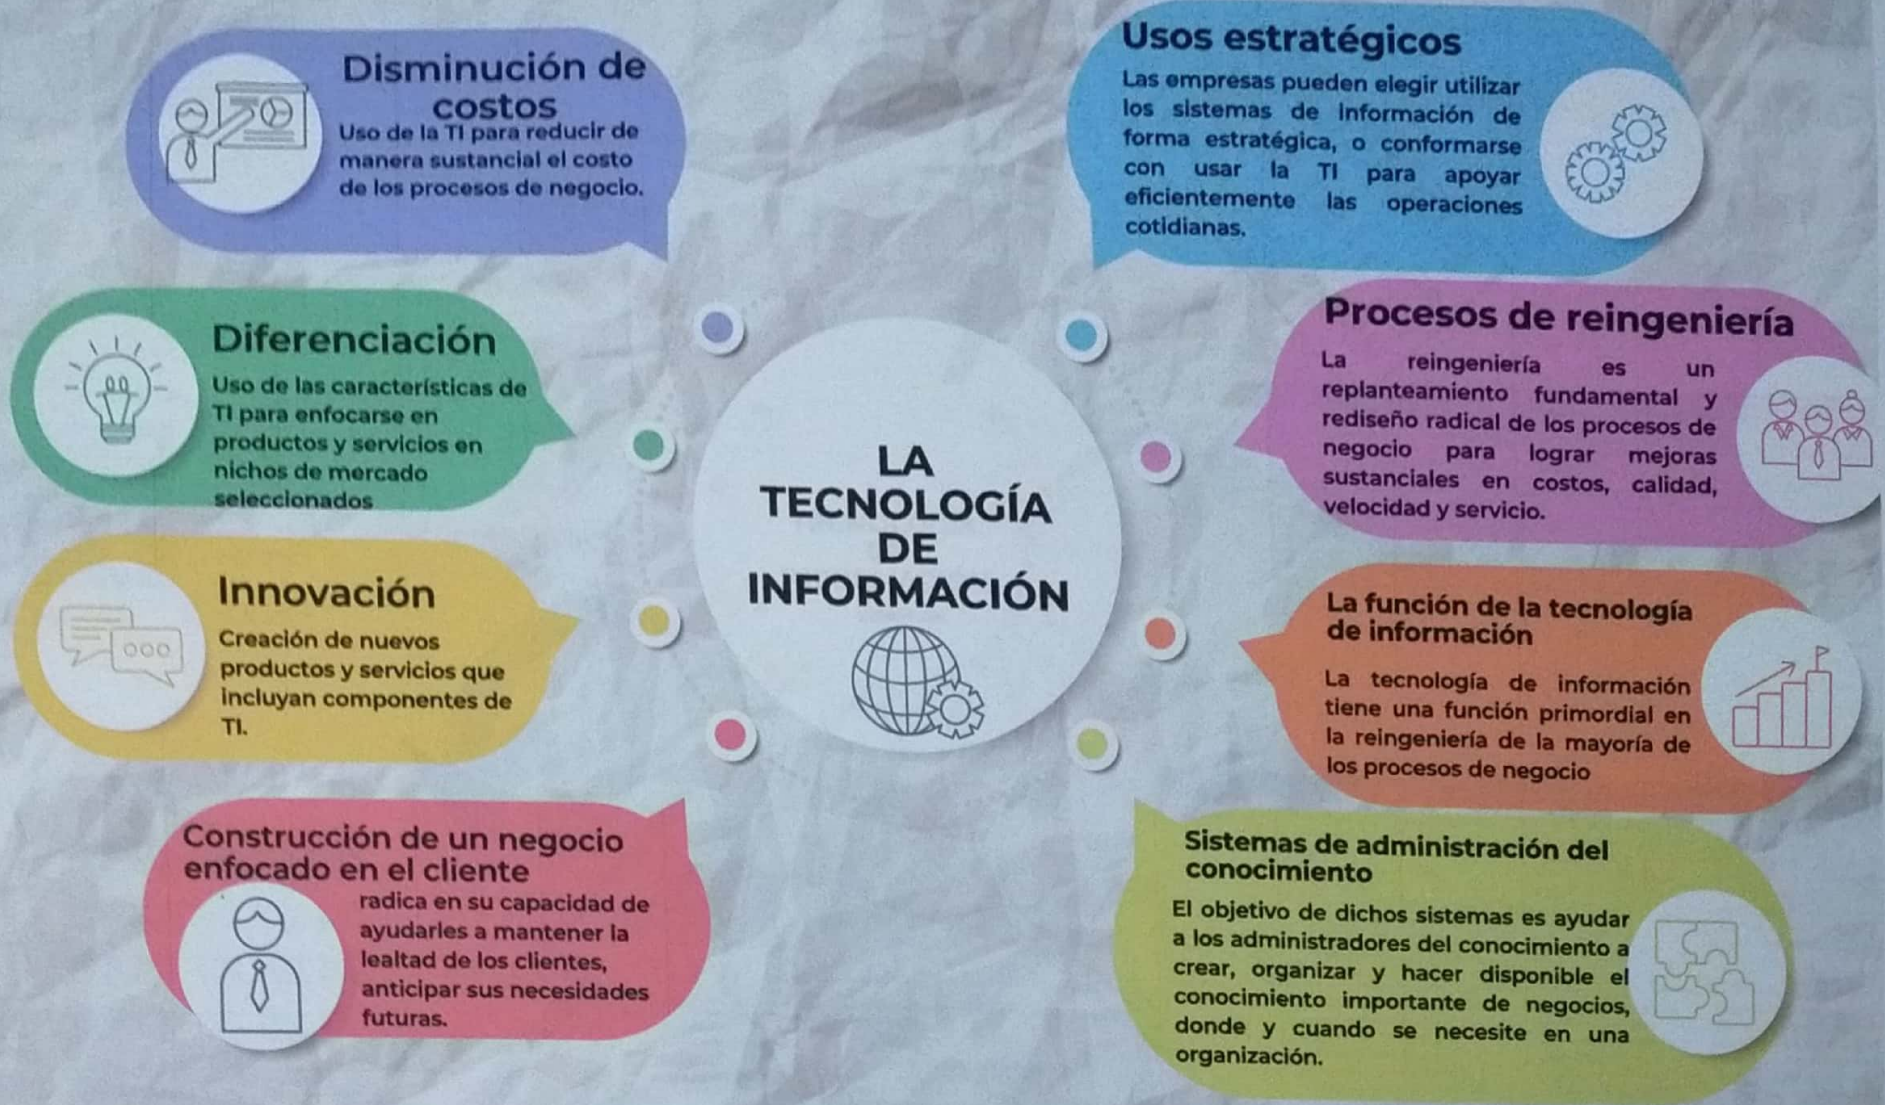 Disminución de
costos
Uso de la TI para reducir de
manera sustancial el costo
de los procesos de negocio.
Diferenciación
Uso de las características de
TI para enfocarse en
productos y servicios en
nichos de mercado
seleccionados
Innovación
Creación de nuevos
productos y servicios que
incluyan componentes de
TI.
Construcción de un negocio
enfocado en el cliente
radica en su capacidad de
ayudarles a mantener la
lealtad de los clientes,
anticipar sus necesidades
futuras.
LA
TECNOLOGÍA
DE
INFORMACIÓN
Usos estratégicos
Las empresas pueden elegir utilizar
los sistemas de información de
forma estratégica, o conformarse
con usar la TI para apoyar
eficientemente las operaciones
cotidianas.
Procesos de reingeniería
La reingeniería es un
replanteamiento fundamental y
rediseño radical de los procesos de
negocio para lograr mejoras
sustanciales en costos, calidad,
velocidad y servicio.
La función de la tecnología
de información
La tecnología de información
tiene una función primordial en
la reingeniería de la mayoría de
los procesos de negocio
Sistemas de administración del
conocimiento
El objetivo de dichos sistemas es ayudar
a los administradores del conocimiento a
crear, organizar y hacer disponible el
conocimiento importante de negocios,
donde y cuando se necesite en una
organización.